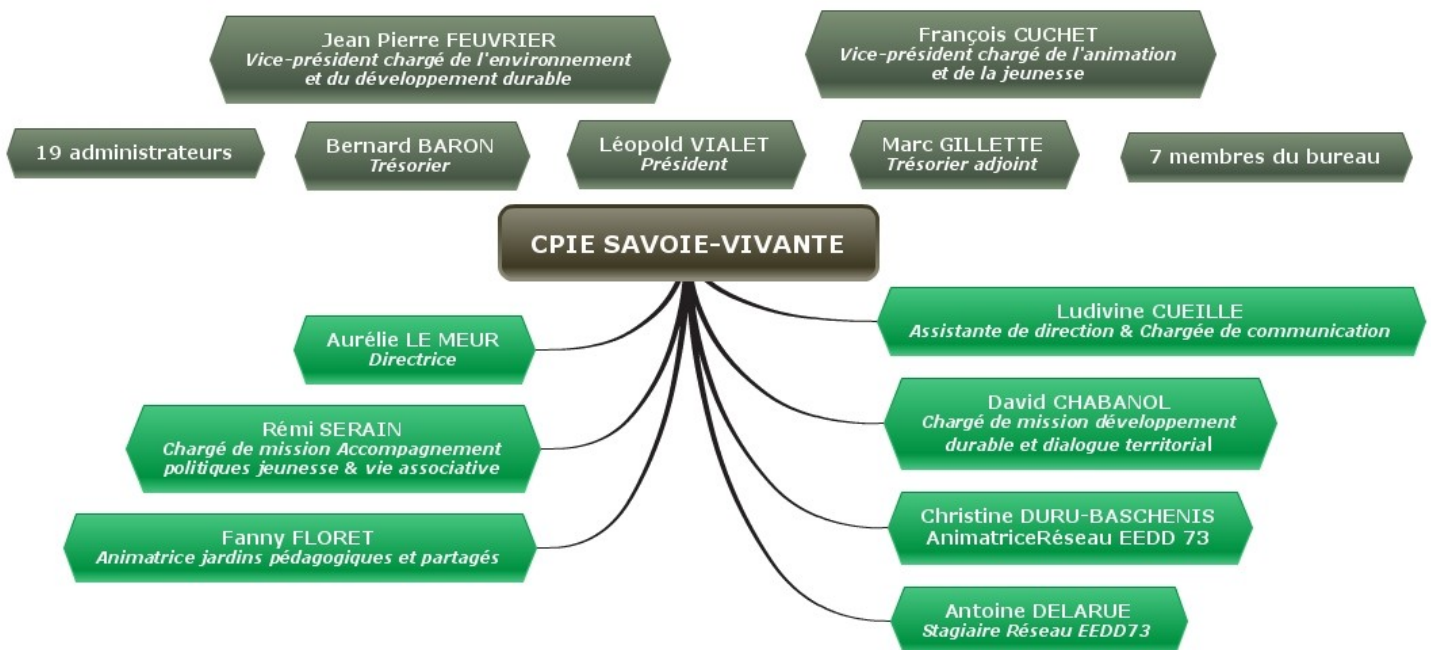 Jean Pierre FEUVRIER
Vice-président chargé de l'environnement
et du développement durable
François CUCHET
Vice-président chargé de l'animation
et de la jeunesse
19 administrateurs
Bernard BARON
Trésorier
Léopold VIALET
Président
Marc GILLETTE
Trésorier adjoint
7 membres du bureau
CPIE SAVOIE-VIVANTE
Aurélie LE MEUR
Directrice
Rémi SERAIN
Chargé de mission Accompagnement
politiques jeunesse & vie associative
Fanny FLORET
Animatrice jardins pédagogiques et partagés
Ludivine CUEILLE
Assistante de direction & Chargée de communication
David CHABANOL
Chargé de mission développement
durable et dialogue territorial
Christine DURU-BASCHENIS
AnimatriceRéseau EEDD 73
Antoine DELARUE
Stagiaire Réseau EEDD73